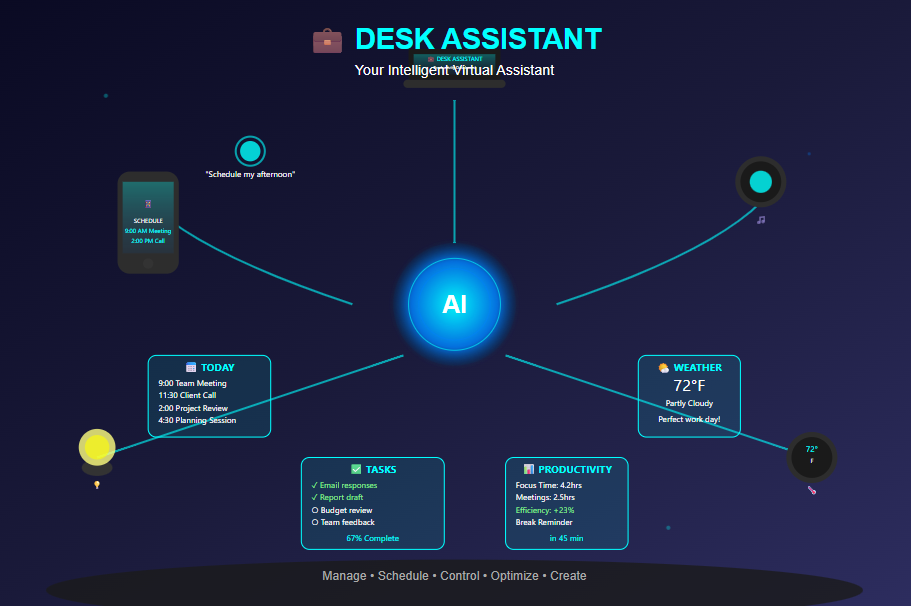 DESK ASSISTANT
DESK ASSISTANT
Your Intelligent Virtual Assistant
"Schedule my afternoon"
SCHEDULE
9:00 AM Meeting
2:00 PM Call
AI
TODAY
9:00 Team Meeting
11:30 Client Call
2:00 Project Review
4:30 Planning Session
WEATHER
72°F
Partly Cloudy
Perfect work day!
72°
F
TASKS
✓ Email responses
✓ Report draft
○ Budget review
○ Team feedback
67% Complete
PRODUCTIVITY
Focus Time: 4.2hrs
Meetings: 2.5hrs
Efficiency: +23%
Break Reminder
in 45 min
Manage • Schedule • Control • Optimize • Create